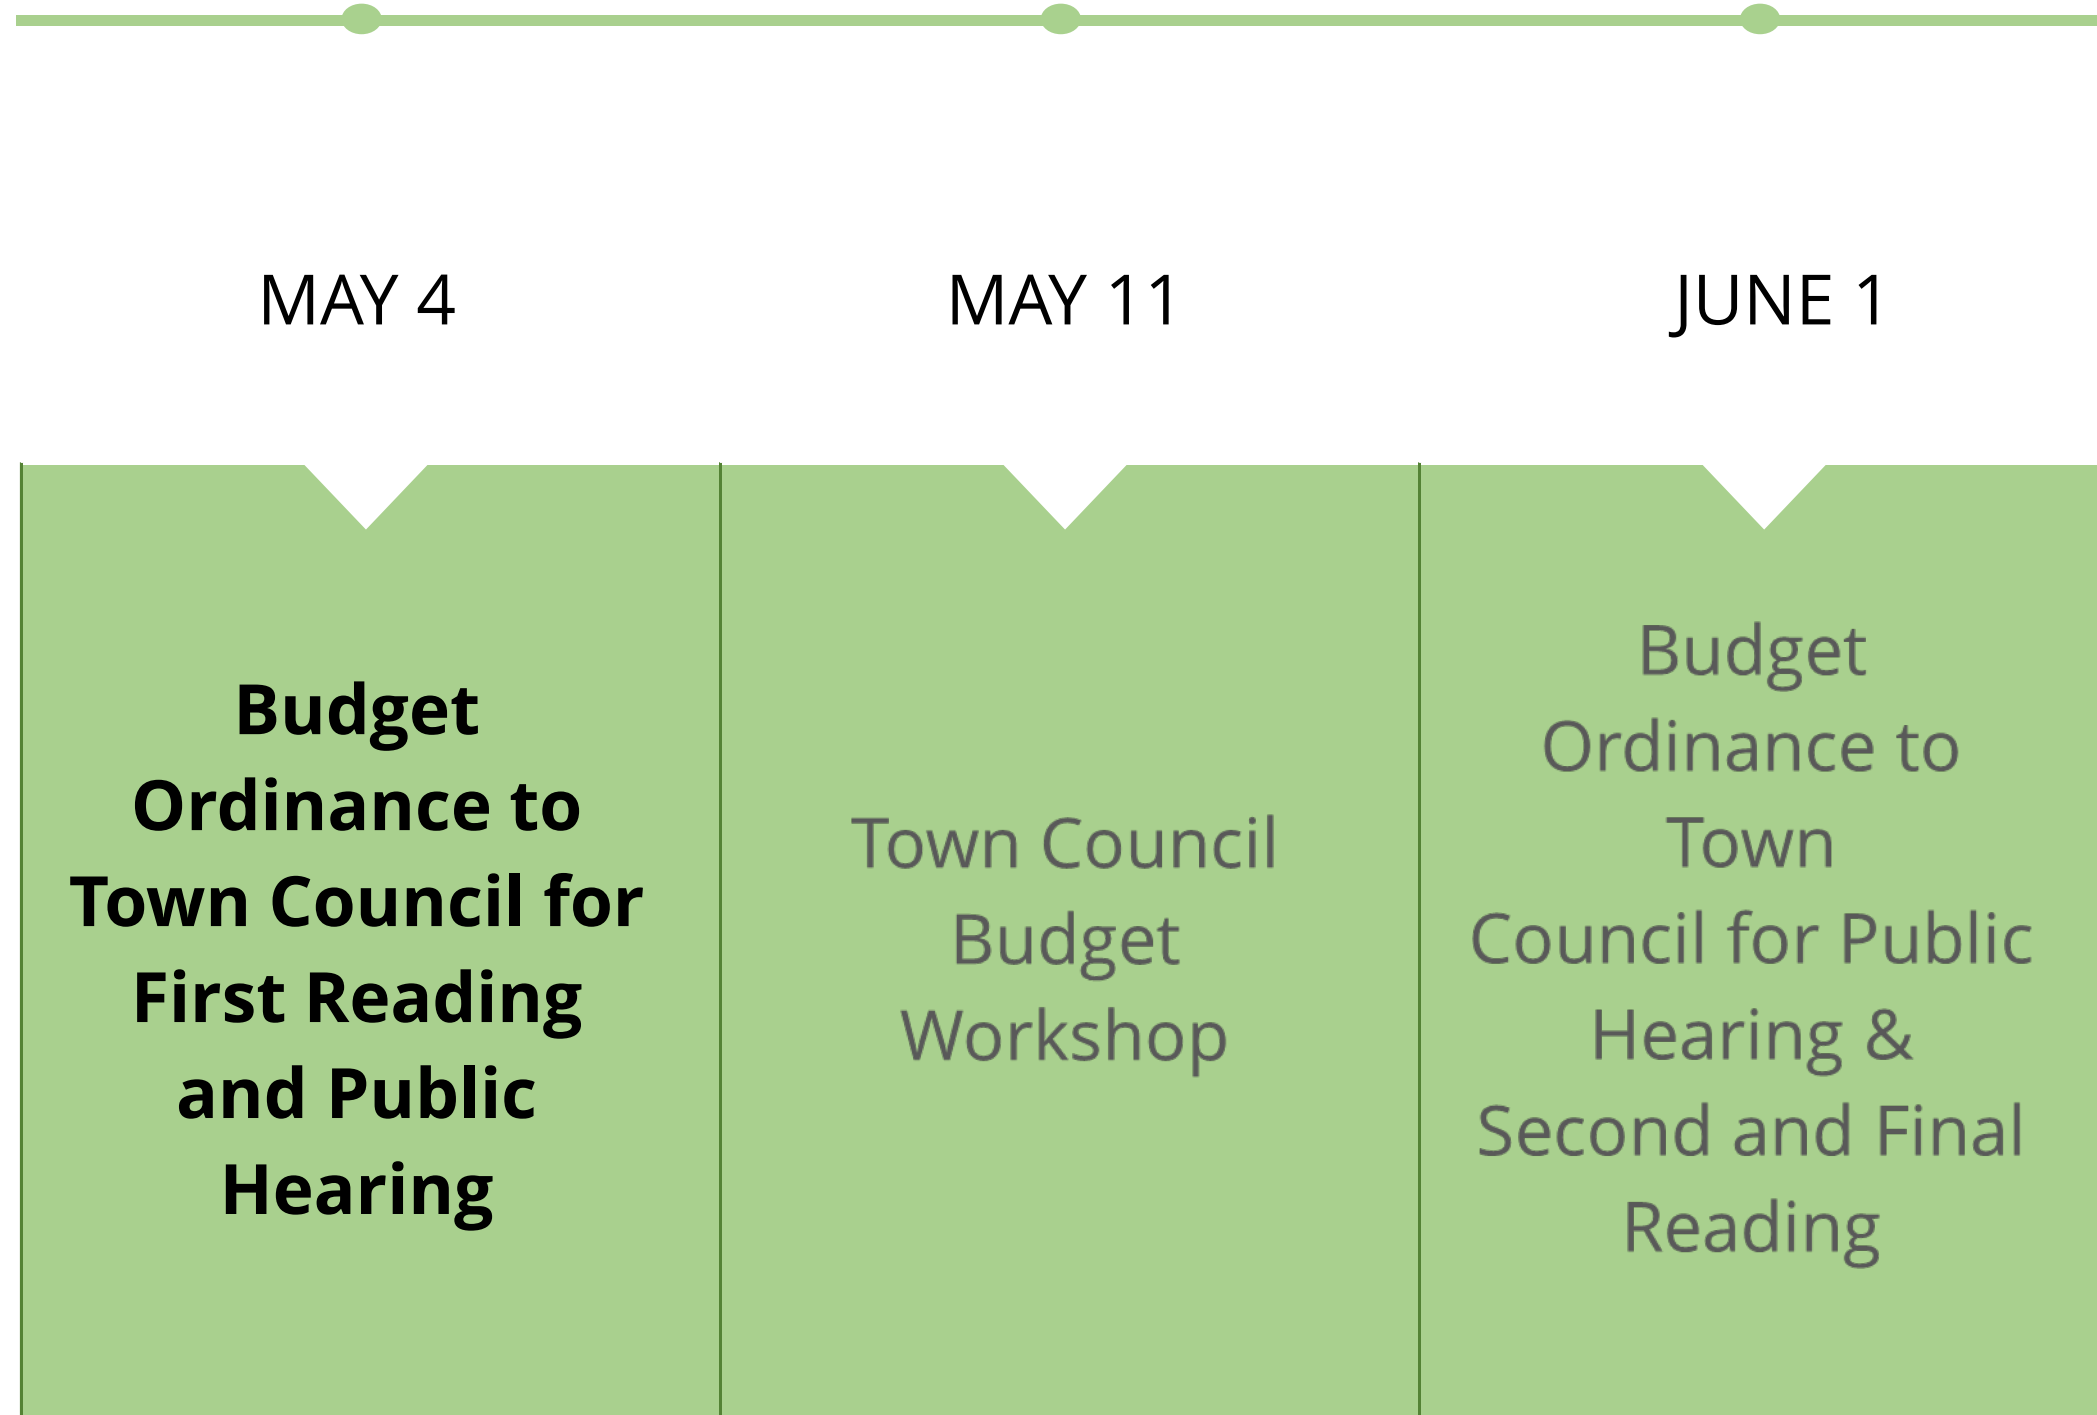 MAY 4
MAY 11
JUNE 1
Budget
Ordinance to
Town Council for
First Reading
and Public
Hearing
Town Council
Budget
Workshop
Budget
Ordinance to
Town
Council for Public
Hearing &
Second and Final
Reading